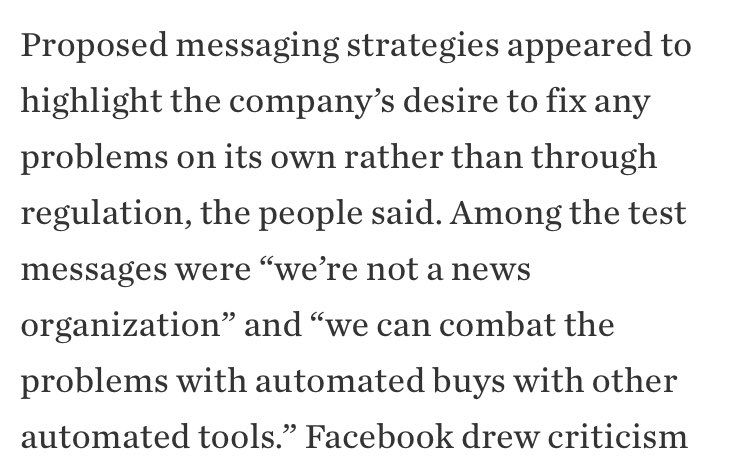 Proposed messaging strategies appeared to
highlight the company’s desire to fix any
problems on its own rather than through
regulation, the people said. Among the test
messages were “we’re not a news
organization” and “we can combat the
problems with automated buys with other
automated tools.” Facebook drew criticism